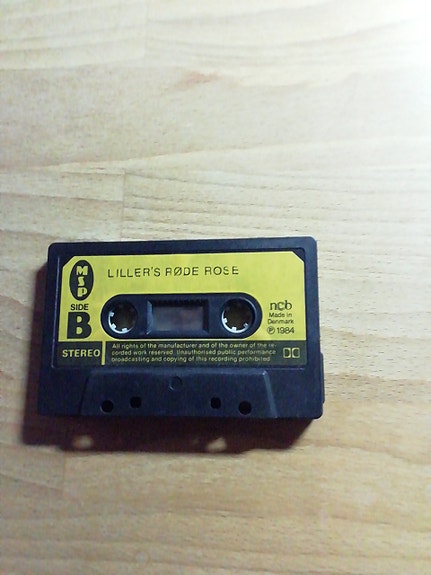 MSP
LILLER'S RØDE ROSE
SIDE
B
STEREO
ncb
Made in
Denmark
℗ 1984
All rights of the manufacturer and of the owner of the re-
corded work reserved. Unauthorised public performance
broadcasting and copying of this recording prohibited.